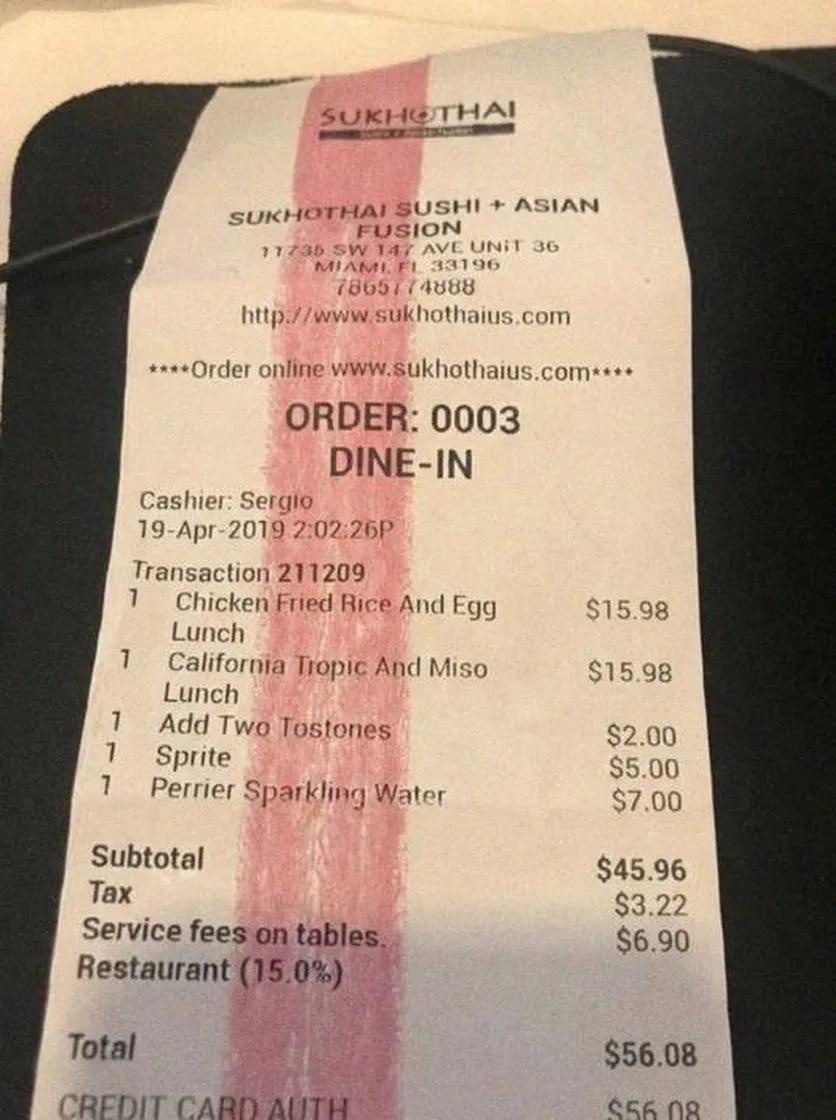 SUKHOTHAI
SUKHOTHAI SUSHI + ASIAN
FUSION
11735 SW 147 AVE UNIT 36
MIAMI, FL 33196
7865774888
http://www.sukhothaius.com
****Order online www.sukhothaius.com****
ORDER: 0003
DINE-IN
Cashier: Sergio
19-Apr-2019 2:02:26P
Transaction 211209
1 Chicken Fried Rice And Egg $15.98
Lunch
1 California Tropic And Miso $15.98
Lunch
1 Add Two Tostones $2.00
1 Sprite $5.00
1 Perrier Sparkling Water $7.00
Subtotal $45.96
Tax $3.22
Service fees on tables. $6.90
Restaurant (15.0%)
Total $56.08
CREDIT CARD AUTH $56.08